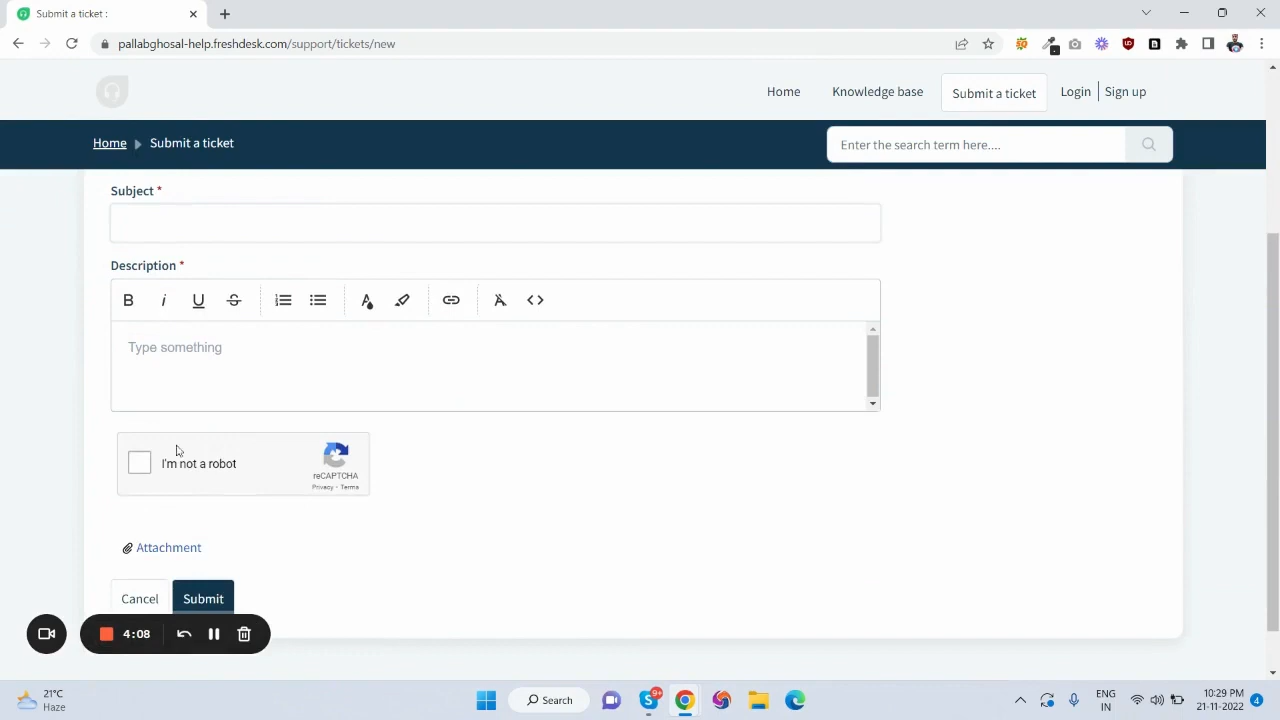 Submit a ticket :
pallabghosal-help.freshdesk.com/support/tickets/new
Home Knowledge base Submit a ticket Login Sign up
Home Submit a ticket Enter the search term here....
Subject *
Description *
B i U S A A <>
Type something
I'm not a robot
reCAPTCHA
Privacy - Terms
Attachment
Cancel Submit
4:08
21°C
Haze
Search
9+
ENG
IN
10:29 PM
21-11-2022
4